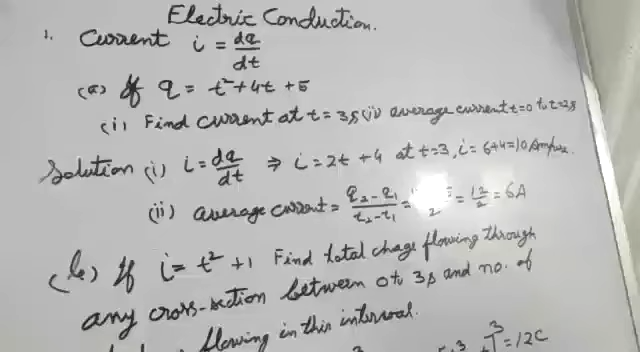 Electric Conduction.
1. Current i = dq/dt
(a) If q = t²+4t+5
(i) Find current at t = 3s (ii) average current t=0 to t=2s
Solution (i) i = dq/dt ⇒ i = 2t + 4 at t=3, i = 6+4=10 Ampere.
(ii) average current = (q₂-q₁)/(t₂-t₁) = 12/2 = 6A
(b) If i = t² + 1 Find total chage flowing through
any cross-section between 0 to 3s and no. of
flowing in this interval.
= 12C